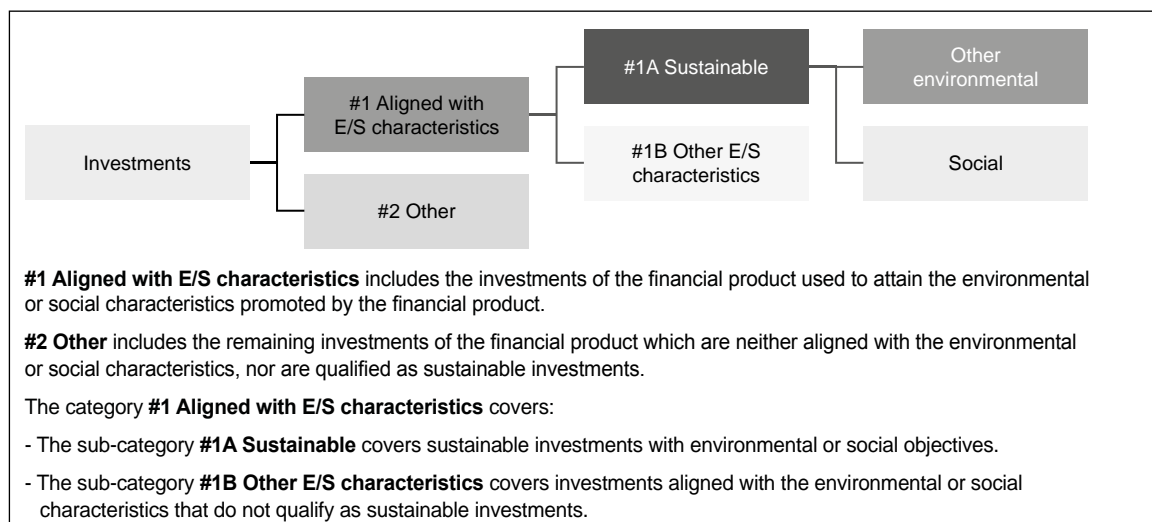 Investments
#1 Aligned with
E/S characteristics
#2 Other
#1A Sustainable
#1B Other E/S
characteristics
Other
environmental
Social
#1 Aligned with E/S characteristics includes the investments of the financial product used to attain the environmental
or social characteristics promoted by the financial product.
#2 Other includes the remaining investments of the financial product which are neither aligned with the environmental
or social characteristics, nor are qualified as sustainable investments.
The category #1 Aligned with E/S characteristics covers:
- The sub-category #1A Sustainable covers sustainable investments with environmental or social objectives.
- The sub-category #1B Other E/S characteristics covers investments aligned with the environmental or social
characteristics that do not qualify as sustainable investments.